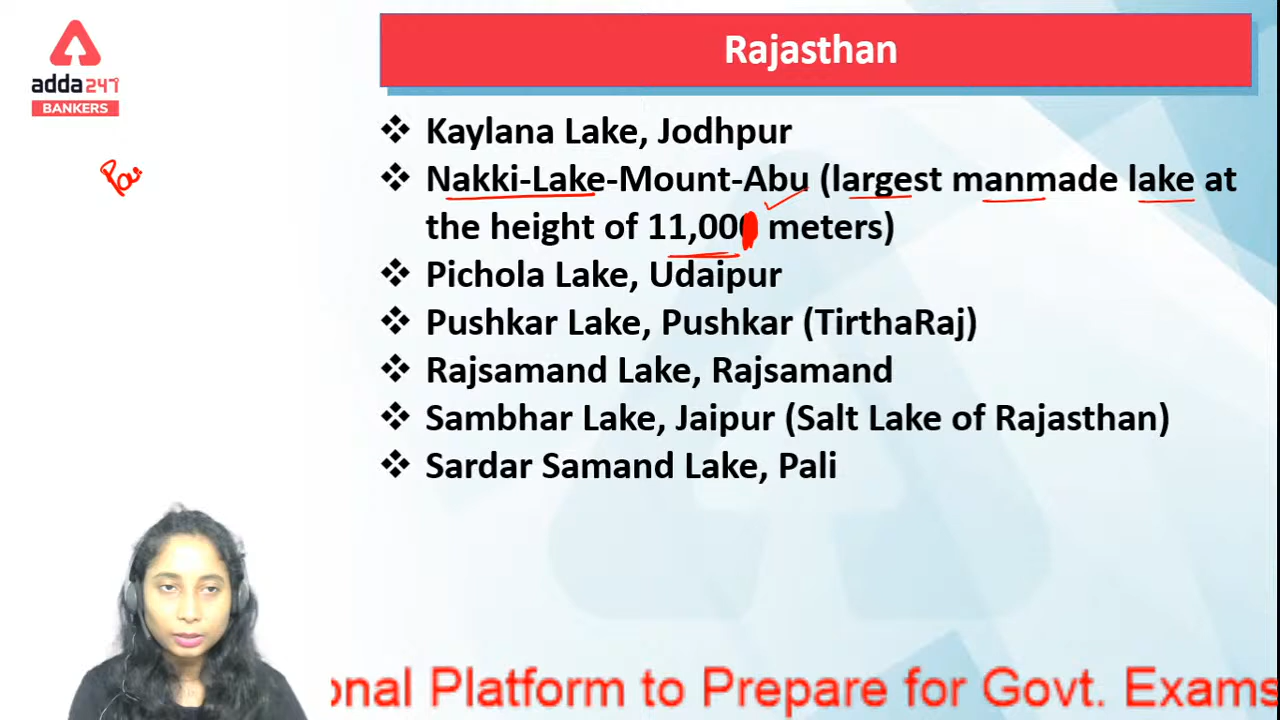 adda247
BANKERS
Rajasthan
❖ Kaylana Lake, Jodhpur
❖ Nakki-Lake-Mount-Abu (largest manmade lake at
the height of 11,000 meters)
❖ Pichola Lake, Udaipur
❖ Pushkar Lake, Pushkar (TirthaRaj)
❖ Rajsamand Lake, Rajsamand
❖ Sambhar Lake, Jaipur (Salt Lake of Rajasthan)
❖ Sardar Samand Lake, Pali
onal Platform to Prepare for Govt. Exams